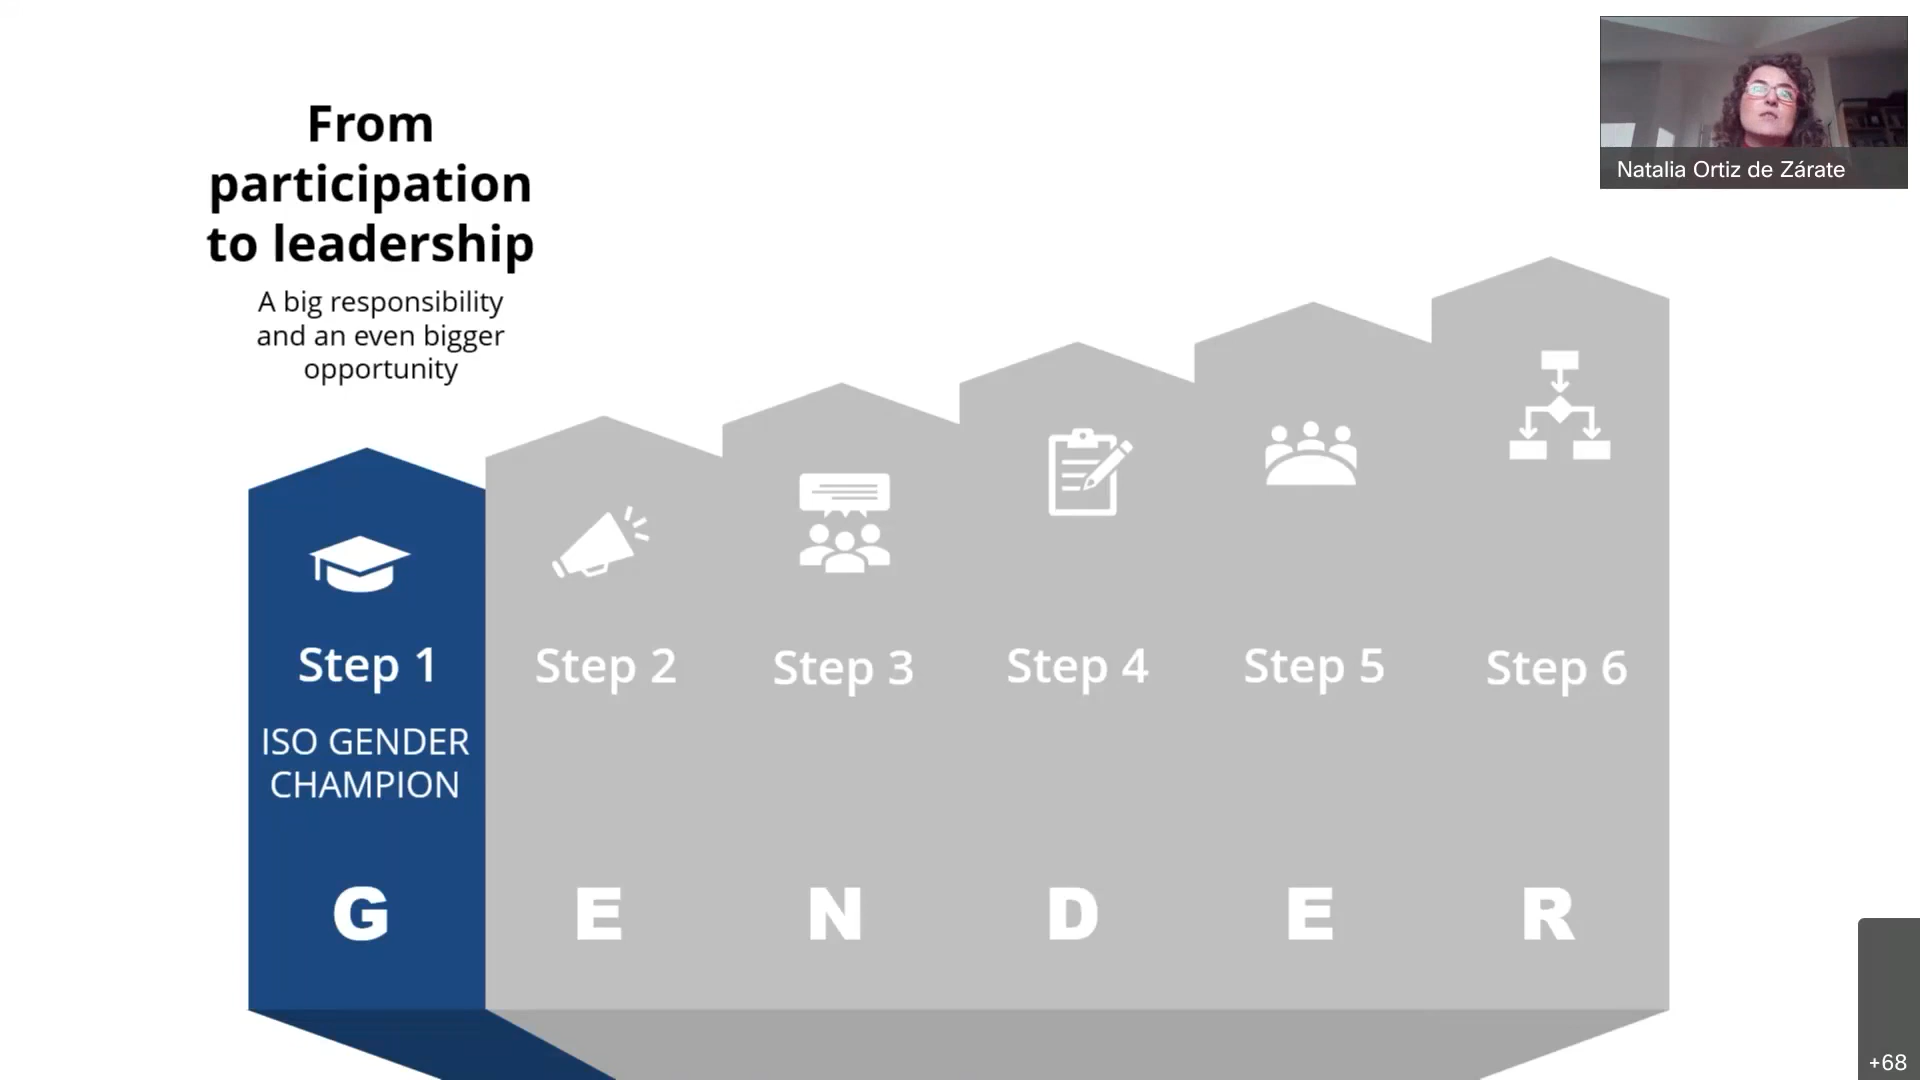 From
participation
to leadership
A big responsibility
and an even bigger
opportunity
Natalia Ortiz de Zárate
Step 1
Step 2
Step 3
Step 4
Step 5
Step 6
ISO GENDER
CHAMPION
G
E
N
D
E
R
+68